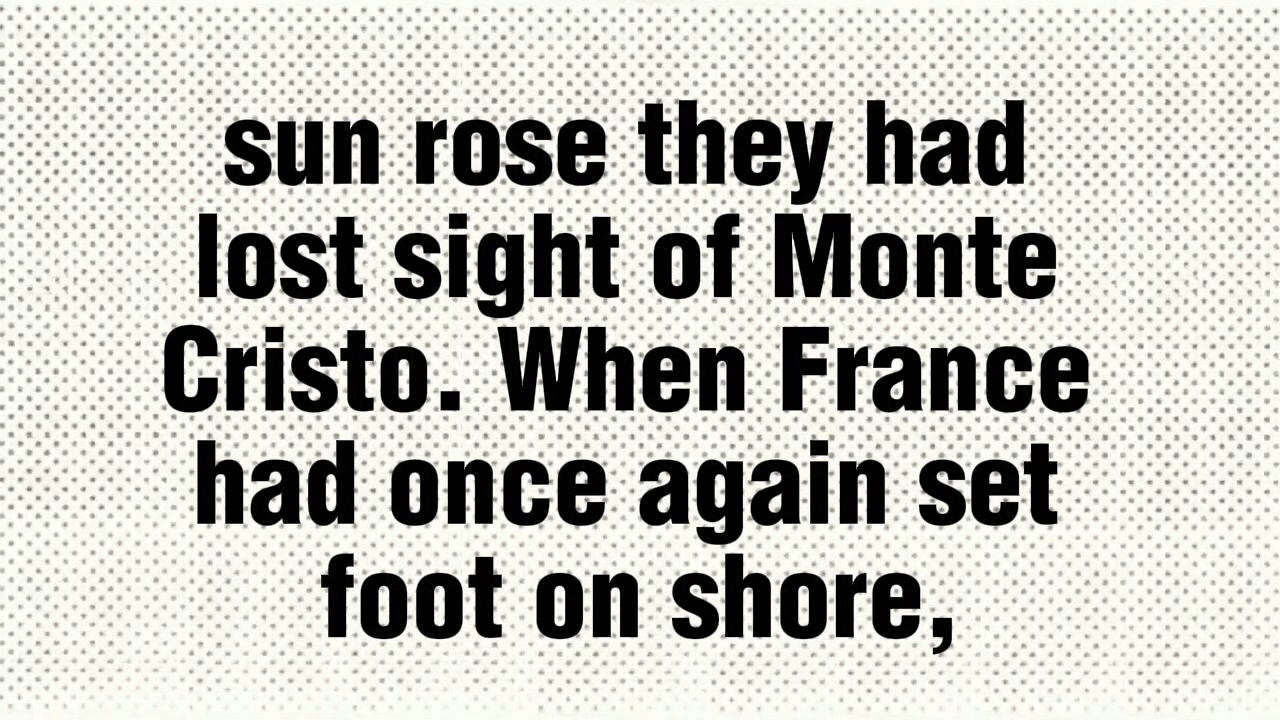 sun rose they had
lost sight of Monte
Cristo. When France
had once again set
foot on shore,